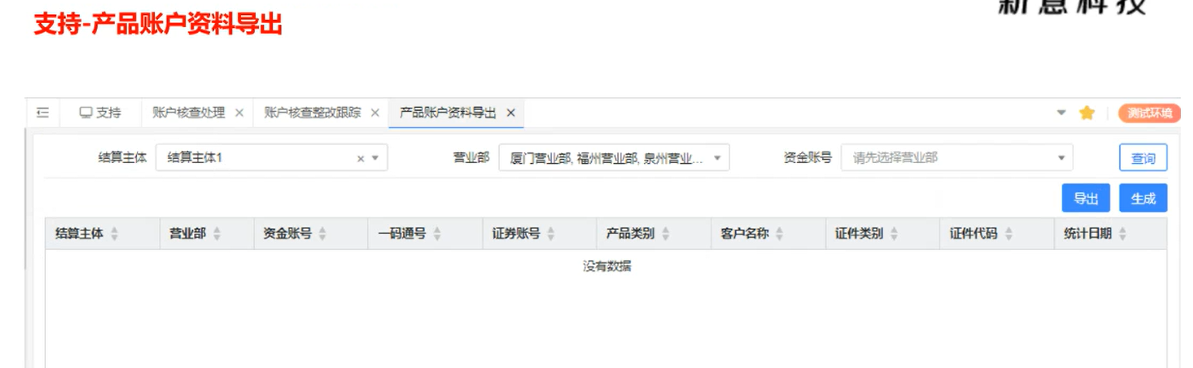 新意科技
支持-产品账户资料导出
支持 账户核查处理 × 账户核查整改跟踪 × 产品账户资料导出 × 测试环境
结算主体 结算主体1 × 营业部 厦门营业部, 福州营业部, 泉州营业... 资金账号 请先选择营业部 查询
导出 生成
结算主体 营业部 资金账号 一码通号 证券账号 产品类别 客户名称 证件类别 证件代码 统计日期
没有数据